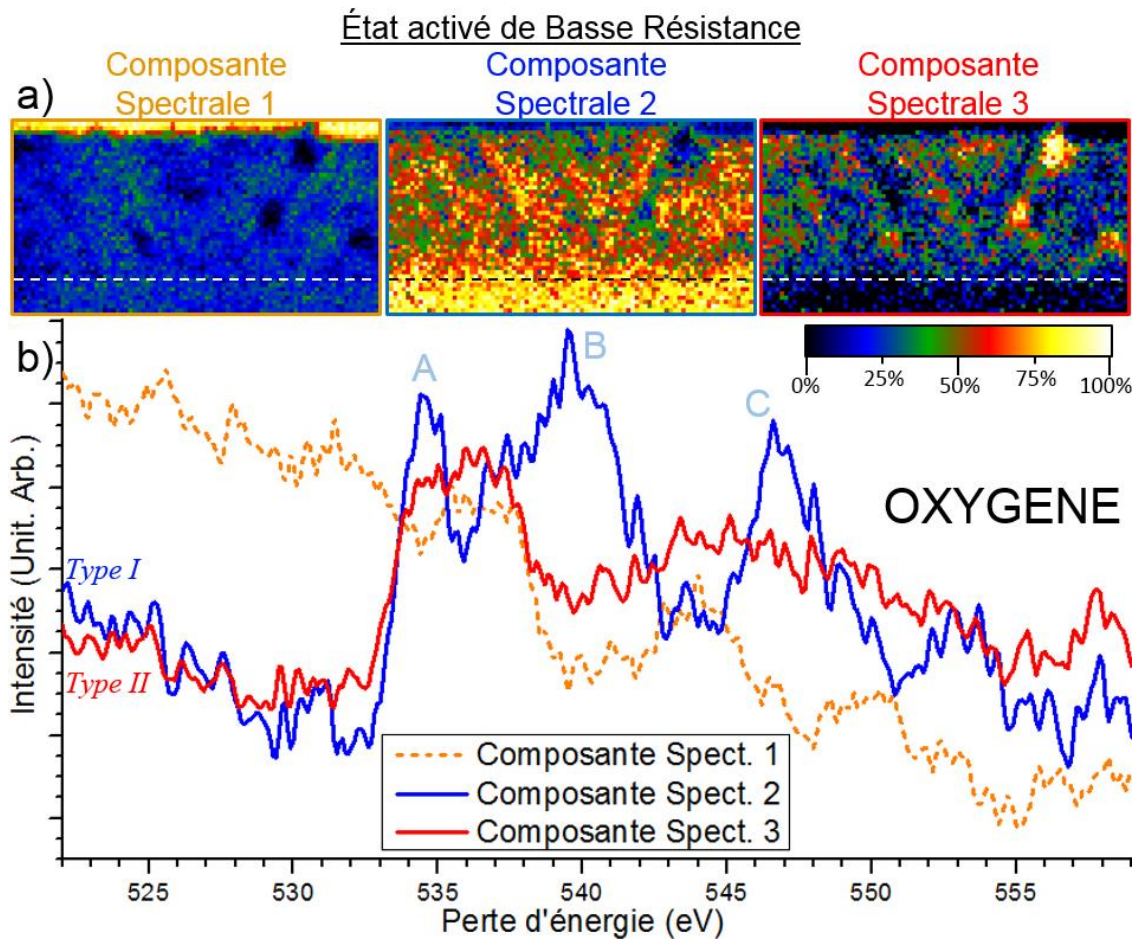 État activé de Basse Résistance
Composante
Spectrale 1
Composante
Spectrale 2
Composante
Spectrale 3
a)
b)
0% 25% 50% 75% 100%
A
B
C
OXYGENE
Type I
Type II
Intensité (Unit. Arb.)
Composante Spect. 1
Composante Spect. 2
Composante Spect. 3
525 530 535 540 545 550 555
Perte d'énergie (eV)